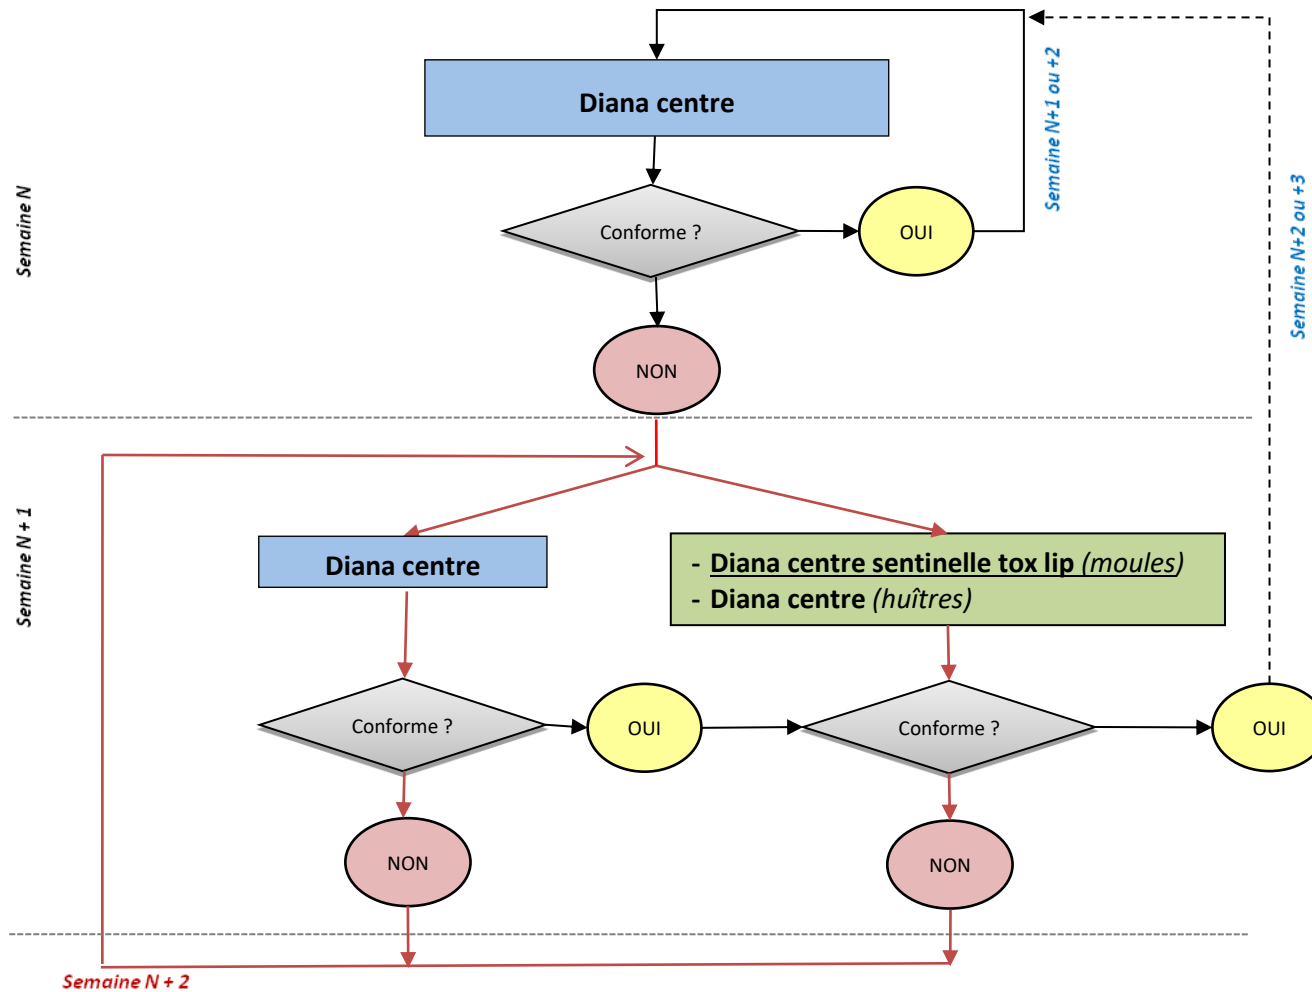 Diana centre
Semaine N+1 ou +2
Semaine N
Conforme ?
OUI
Semaine N+2 ou +3
NON
Semaine N + 1
Diana centre
- Diana centre sentinelle tox lip (moules)
- Diana centre (huîtres)
Conforme ?
OUI
Conforme ?
OUI
NON
NON
Semaine N + 2